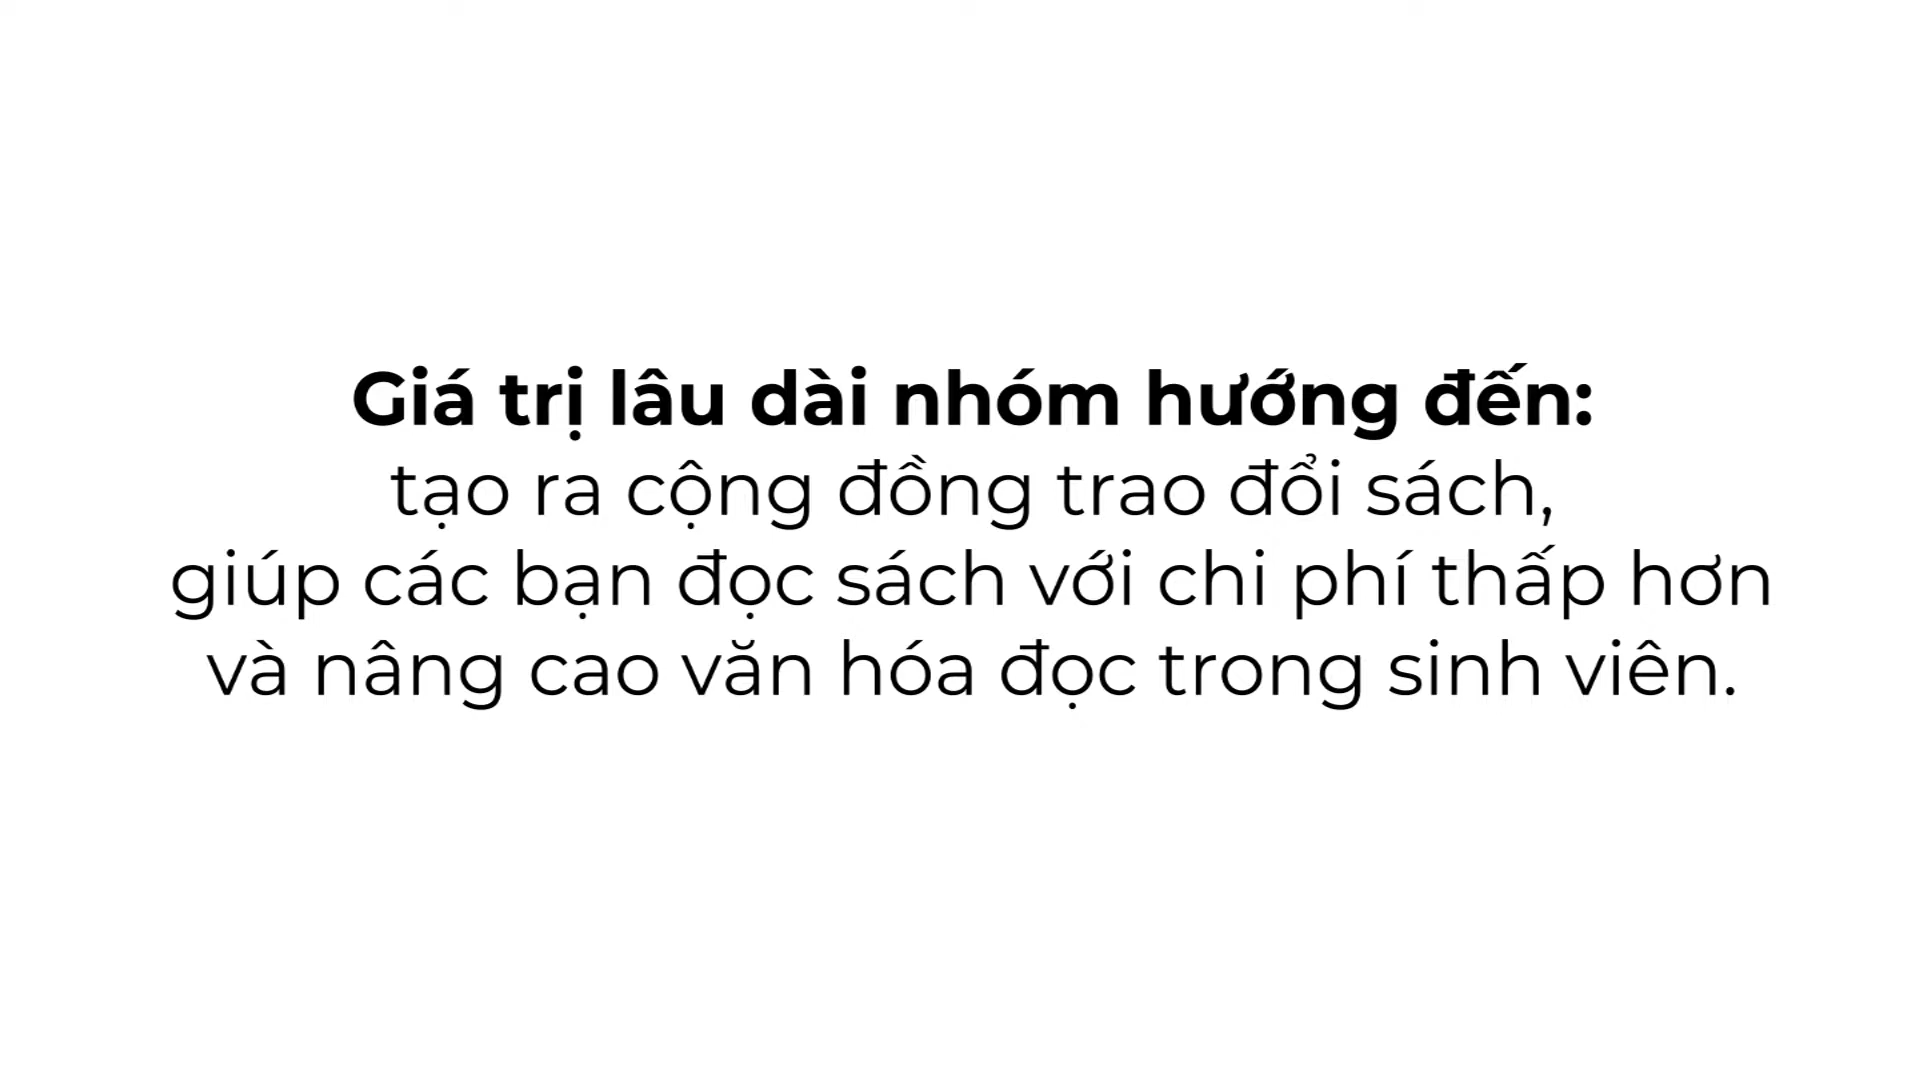 Giá trị lâu dài nhóm hướng đến:
tạo ra cộng đồng trao đổi sách,
giúp các bạn đọc sách với chi phí thấp hơn
và nâng cao văn hóa đọc trong sinh viên.